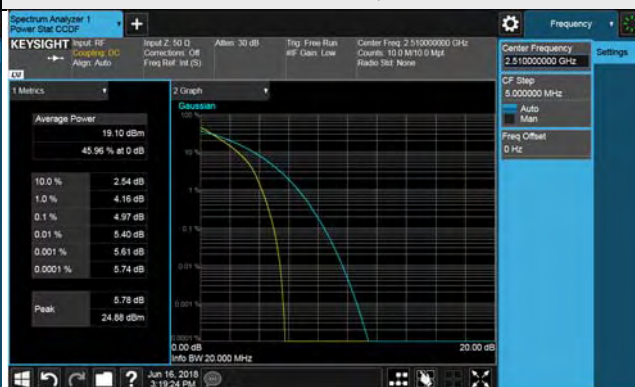 Spectrum Analyzer 1
Power Stat CCDF
Frequency
KEYSIGHT
Input: RF
Coupling: DC
Align: Auto
Input Z: 50 Ω
Corrections: Off
Freq Ref: Int (S)
Atten: 30 dB
Trig: Free Run
#IF Gain: Low
Center Freq: 2.510000000 GHz
Counts: 10.0 M/10.0 Mpt
Radio Std: None
Center Frequency
2.510000000 GHz
Settings
CF Step
5.000000 MHz
Auto
Man
Freq Offset
0 Hz
1 Metrics
2 Graph
Gaussian
100 %
10 %
1 %
0.1 %
0.01 %
0.001 %
0.0001 %
0.00 dB
20.00 dB
Info BW 20.000 MHz
Average Power
19.10 dBm
45.96 % at 0 dB
10.0 % 2.54 dB
1.0 % 4.16 dB
0.1 % 4.97 dB
0.01 % 5.40 dB
0.001 % 5.61 dB
0.0001 % 5.74 dB
Peak
5.78 dB
24.88 dBm
?
Jun 16, 2018
3:19:24 PM